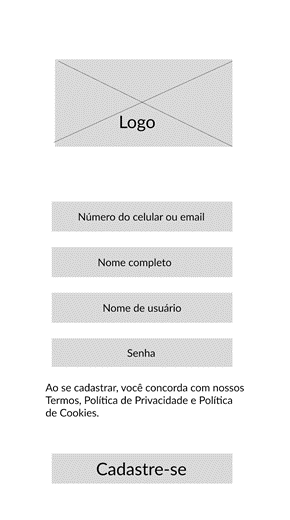 Logo
Número do celular ou email
Nome completo
Nome de usuário
Senha
Ao se cadastrar, você concorda com nossos
Termos, Política de Privacidade e Política
de Cookies.
Cadastre-se